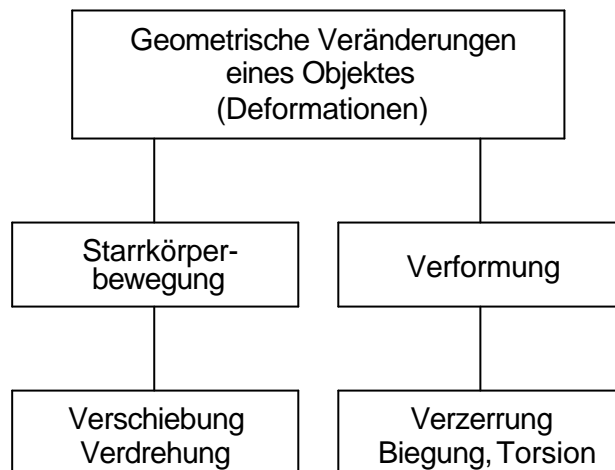 Geometrische Veränderungen
eines Objektes
(Deformationen)
Starrkörper-
bewegung
Verformung
Verschiebung
Verdrehung
Verzerrung
Biegung, Torsion